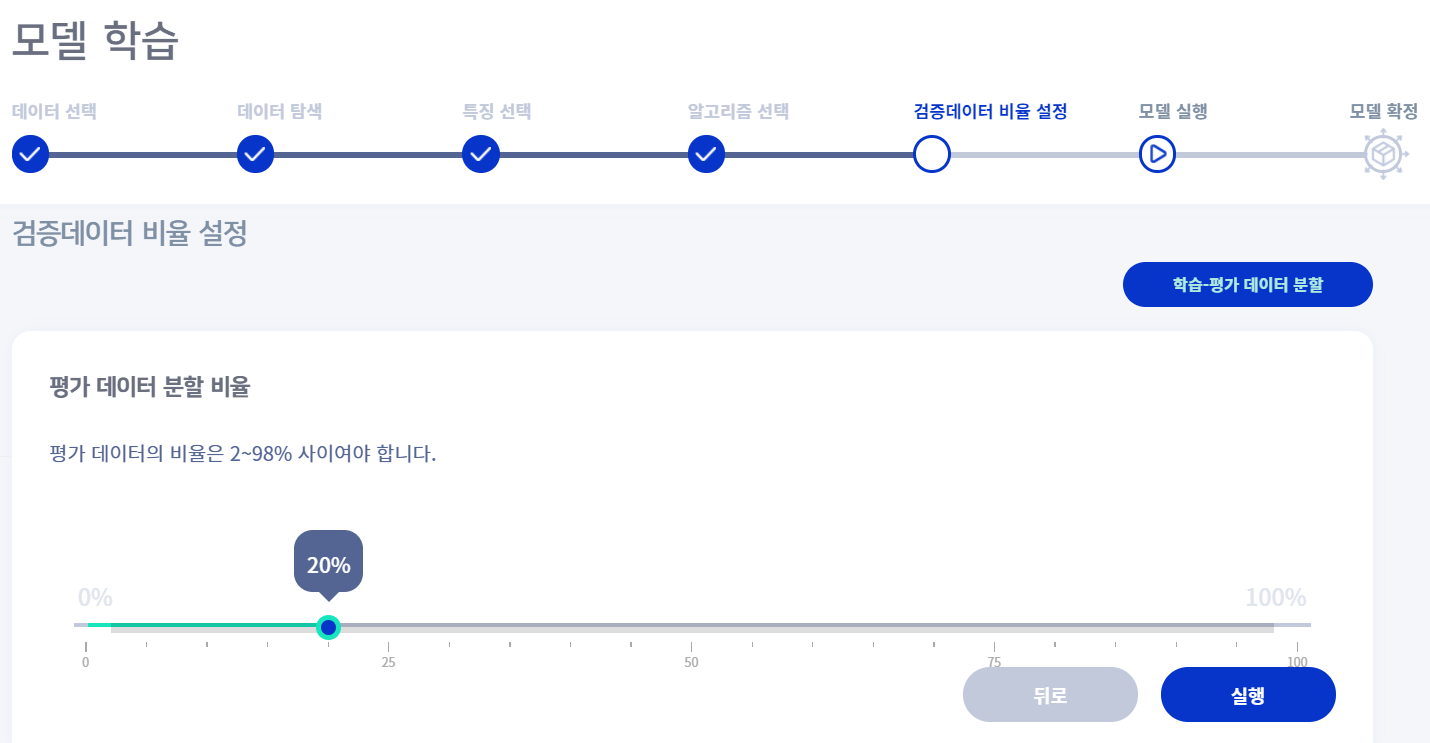 모델 학습
데이터 선택 데이터 탐색 특징 선택 알고리즘 선택 검증데이터 비율 설정 모델 실행 모델 확정
검증데이터 비율 설정
학습-평가 데이터 분할
평가 데이터 분할 비율
평가 데이터의 비율은 2~98% 사이여야 합니다.
20%
0% 100%
0 25 50 75 100
뒤로 실행